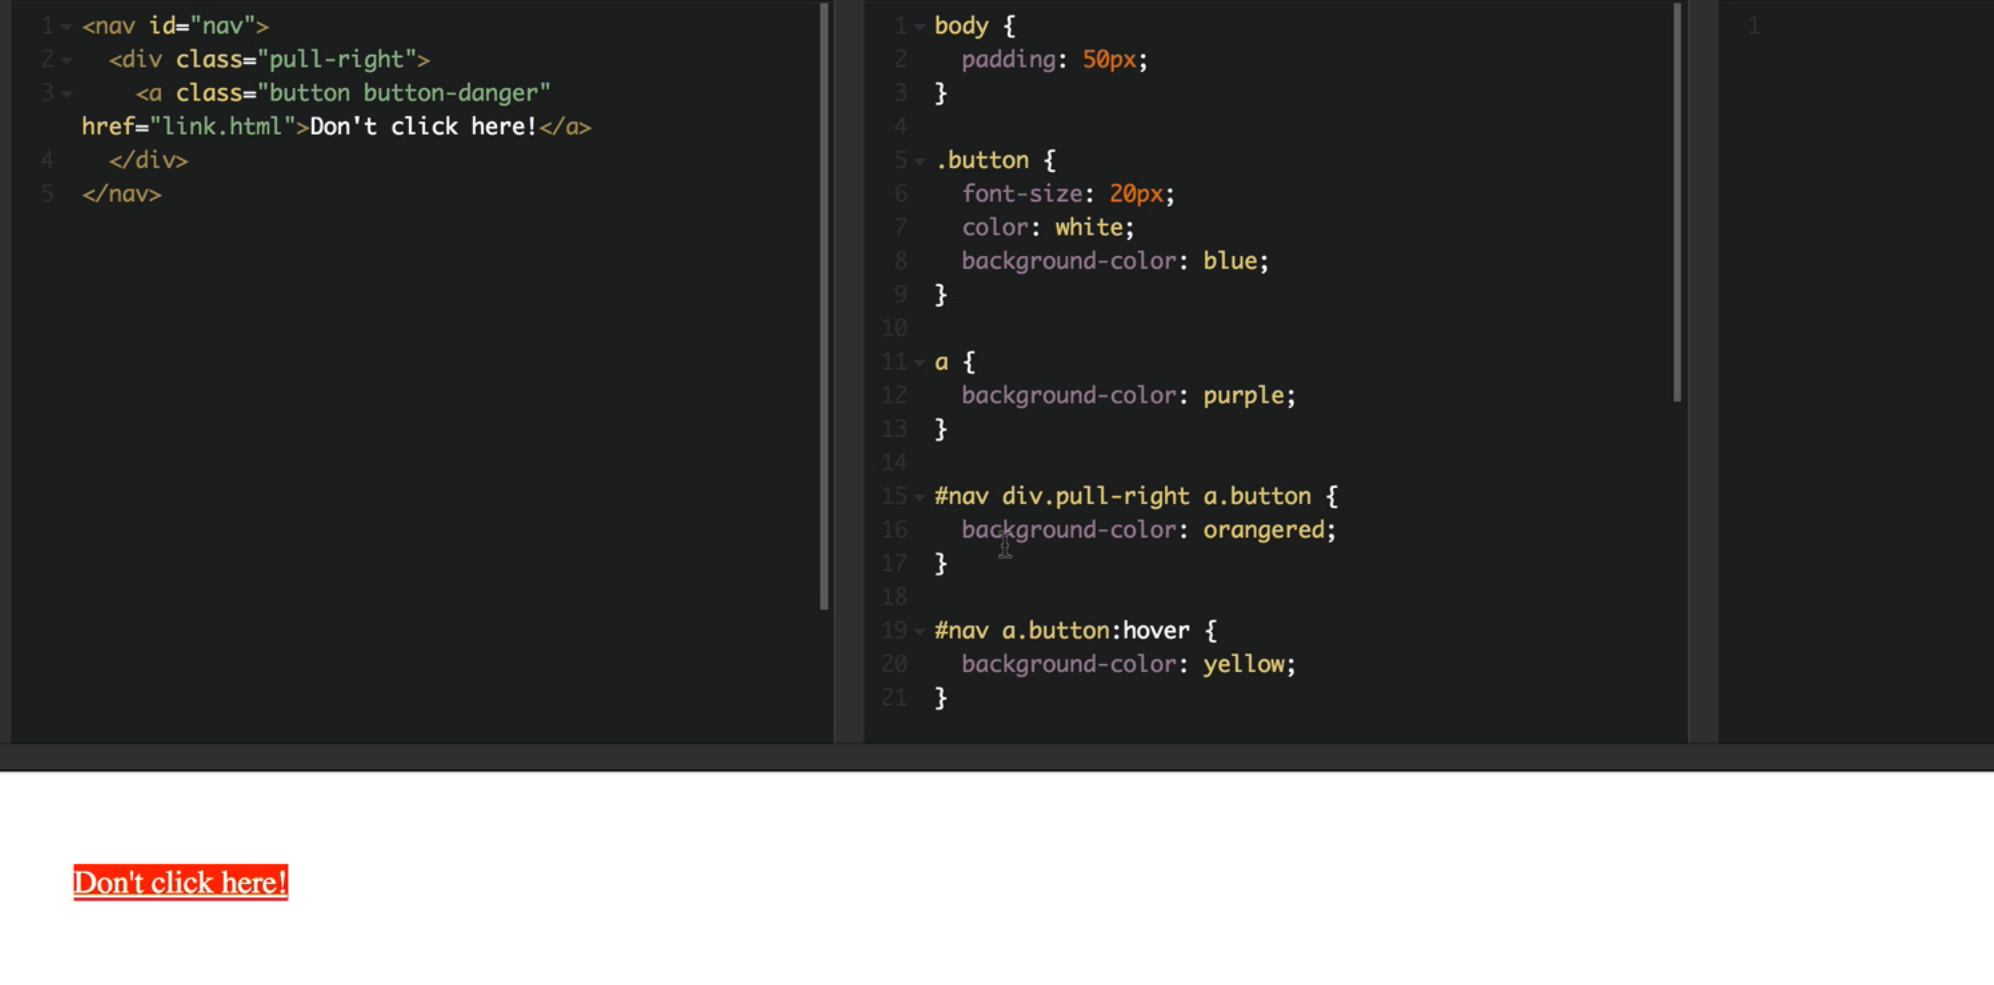 1 <nav id="nav">
2   <div class="pull-right">
3     <a class="button button-danger"
href="link.html">Don't click here!</a>
4   </div>
5 </nav>
1 body {
2   padding: 50px;
3 }
4
5 .button {
6   font-size: 20px;
7   color: white;
8   background-color: blue;
9 }
10
11 a {
12   background-color: purple;
13 }
14
15 #nav div.pull-right a.button {
16   background-color: orangered;
17 }
18
19 #nav a.button:hover {
20   background-color: yellow;
21 }
1
Don't click here!